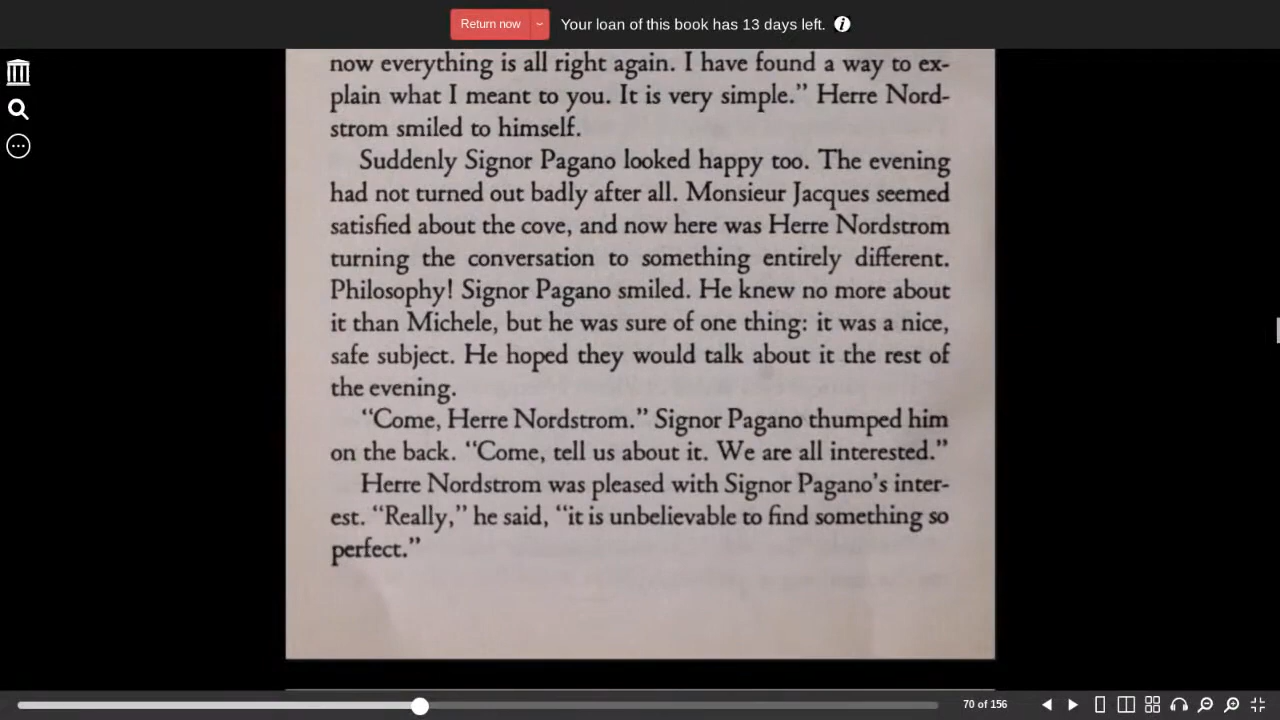 Return now
Your loan of this book has 13 days left.
now everything is all right again. I have found a way to ex-
plain what I meant to you. It is very simple.” Herre Nord-
strom smiled to himself.
Suddenly Signor Pagano looked happy too. The evening
had not turned out badly after all. Monsieur Jacques seemed
satisfied about the cove, and now here was Herre Nordstrom
turning the conversation to something entirely different.
Philosophy! Signor Pagano smiled. He knew no more about
it than Michele, but he was sure of one thing: it was a nice,
safe subject. He hoped they would talk about it the rest of
the evening.
“Come, Herre Nordstrom.” Signor Pagano thumped him
on the back. “Come, tell us about it. We are all interested.”
Herre Nordstrom was pleased with Signor Pagano’s inter-
est. “Really,” he said, “it is unbelievable to find something so
perfect.”
70 of 156